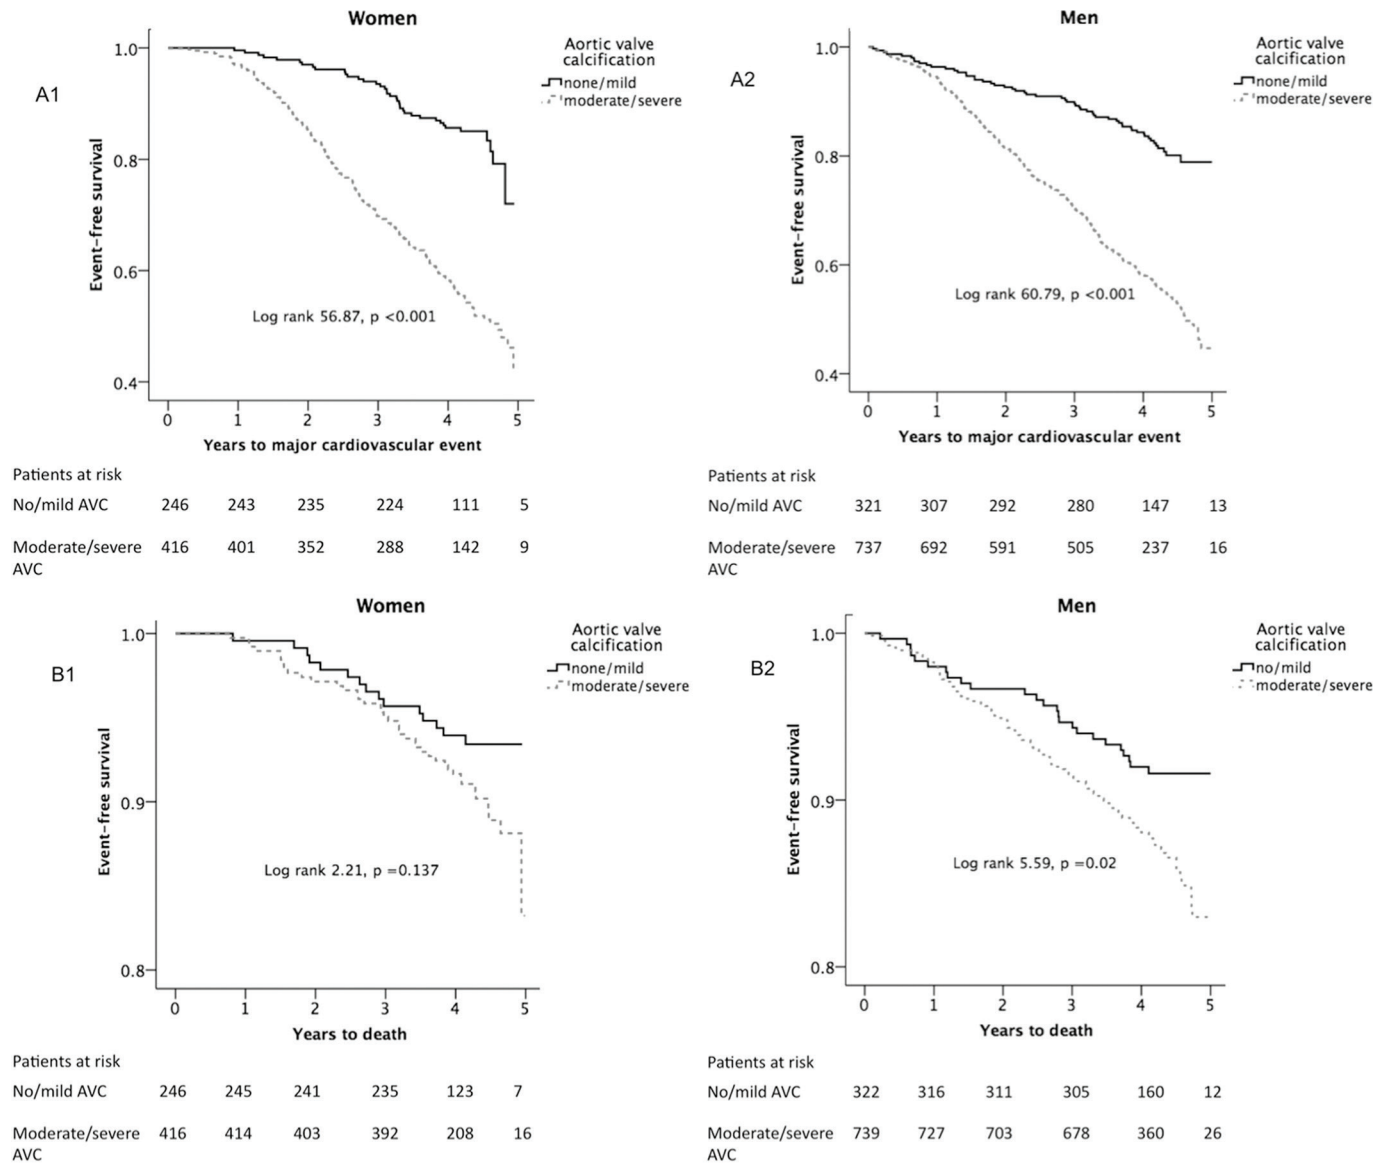 Women
A1
Aortic valve
calcification
none/mild
moderate/severe
1.0
0.8
0.6
0.4
Event-free survival
Log rank 56.87, p <0.001
0 1 2 3 4 5
Years to major cardiovascular event
Patients at risk
No/mild AVC 246 243 235 224 111 5
Moderate/severe 416 401 352 288 142 9
AVC
Men
A2
Aortic valve
calcification
none/mild
moderate/severe
1.0
0.8
0.6
0.4
Event-free survival
Log rank 60.79, p <0.001
0 1 2 3 4 5
Years to major cardiovascular event
Patients at risk
No/mild AVC 321 307 292 280 147 13
Moderate/severe 737 692 591 505 237 16
AVC
Women
B1
Aortic valve
calcification
none/mild
moderate/severe
1.0
0.9
0.8
Event-free survival
Log rank 2.21, p =0.137
0 1 2 3 4 5
Years to death
Patients at risk
No/mild AVC 246 245 241 235 123 7
Moderate/severe 416 414 403 392 208 16
AVC
Men
B2
Aortic valve
calcification
no/mild
moderate/severe
1.0
0.9
0.8
Event-free survival
Log rank 5.59, p =0.02
0 1 2 3 4 5
Years to death
Patients at risk
No/mild AVC 322 316 311 305 160 12
Moderate/severe 739 727 703 678 360 26
AVC